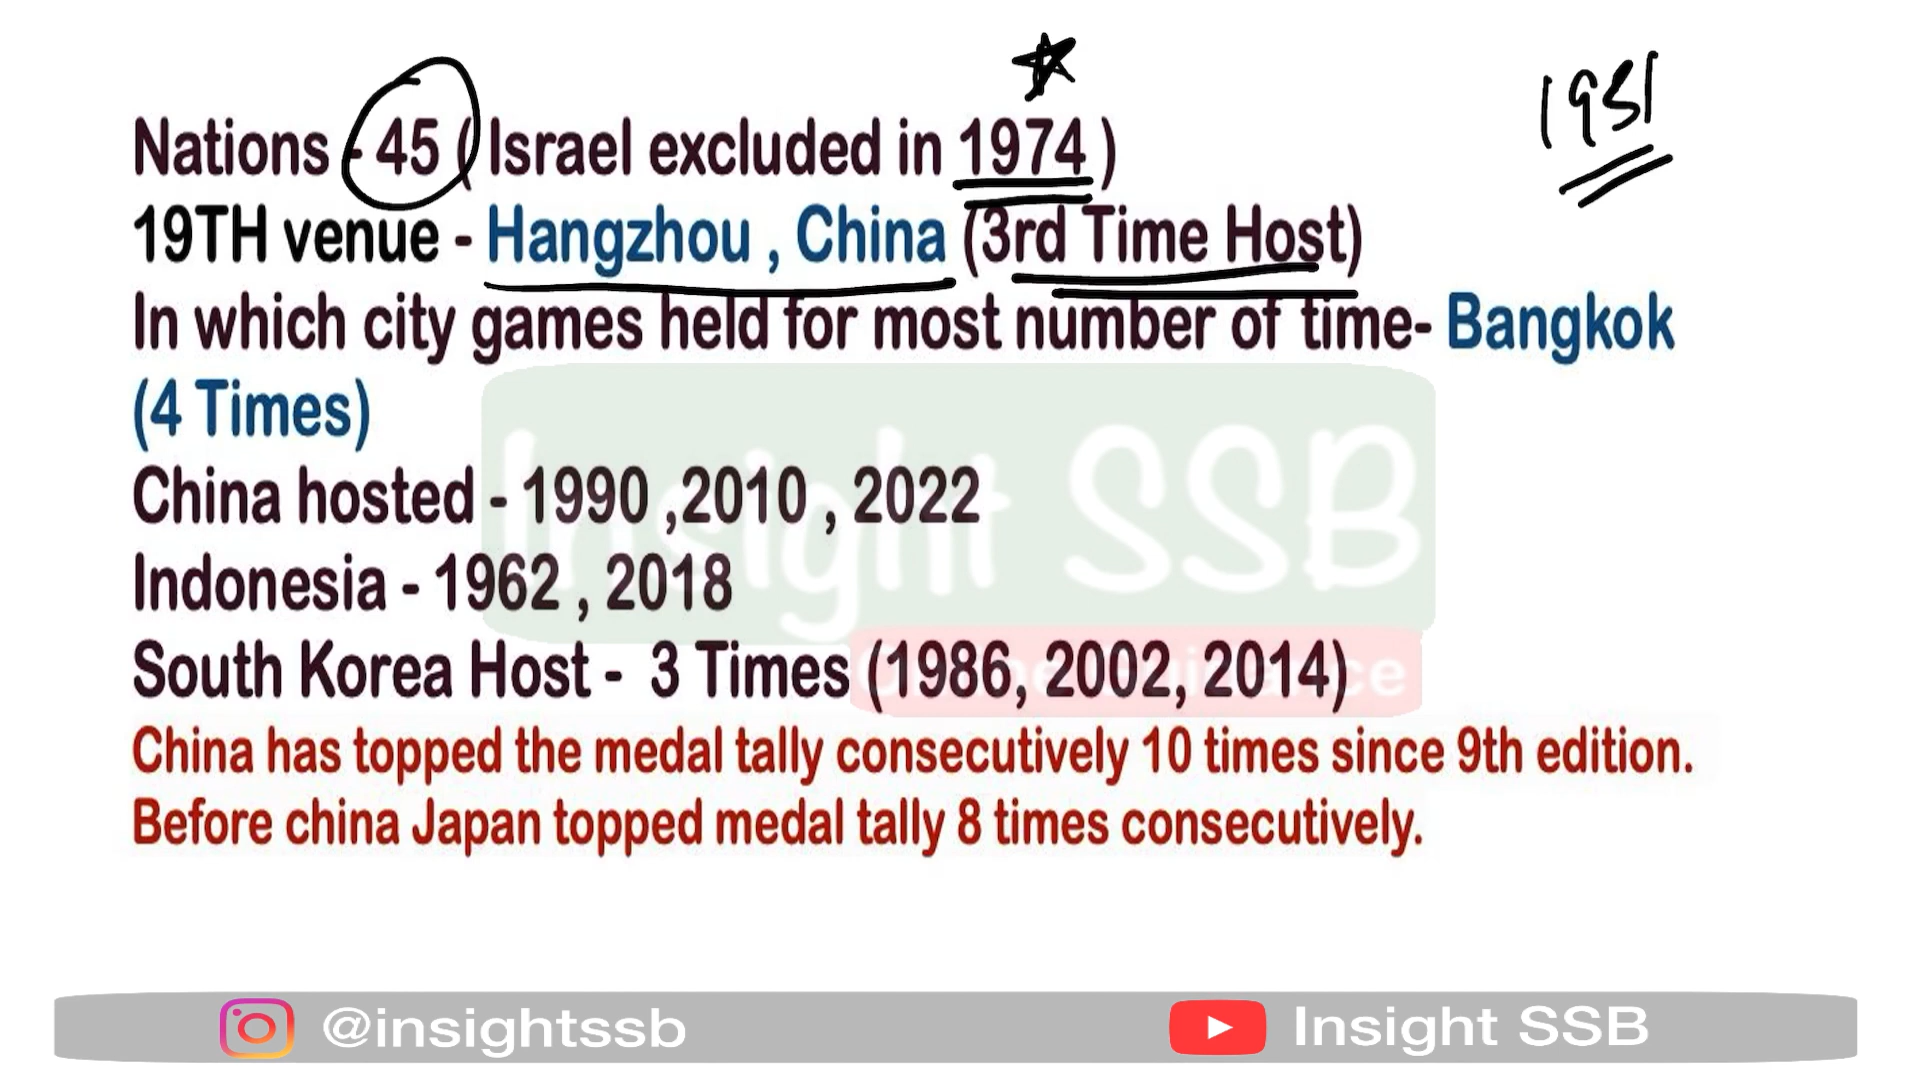 1951
Nations - 45 ( Israel excluded in 1974 )
19TH venue - Hangzhou , China (3rd Time Host)
In which city games held for most number of time- Bangkok
(4 Times)
China hosted - 1990 ,2010 , 2022
Indonesia - 1962 , 2018
South Korea Host - 3 Times (1986, 2002, 2014)
China has topped the medal tally consecutively 10 times since 9th edition.
Before china Japan topped medal tally 8 times consecutively.
Insight SSB
@insightssb
Insight SSB